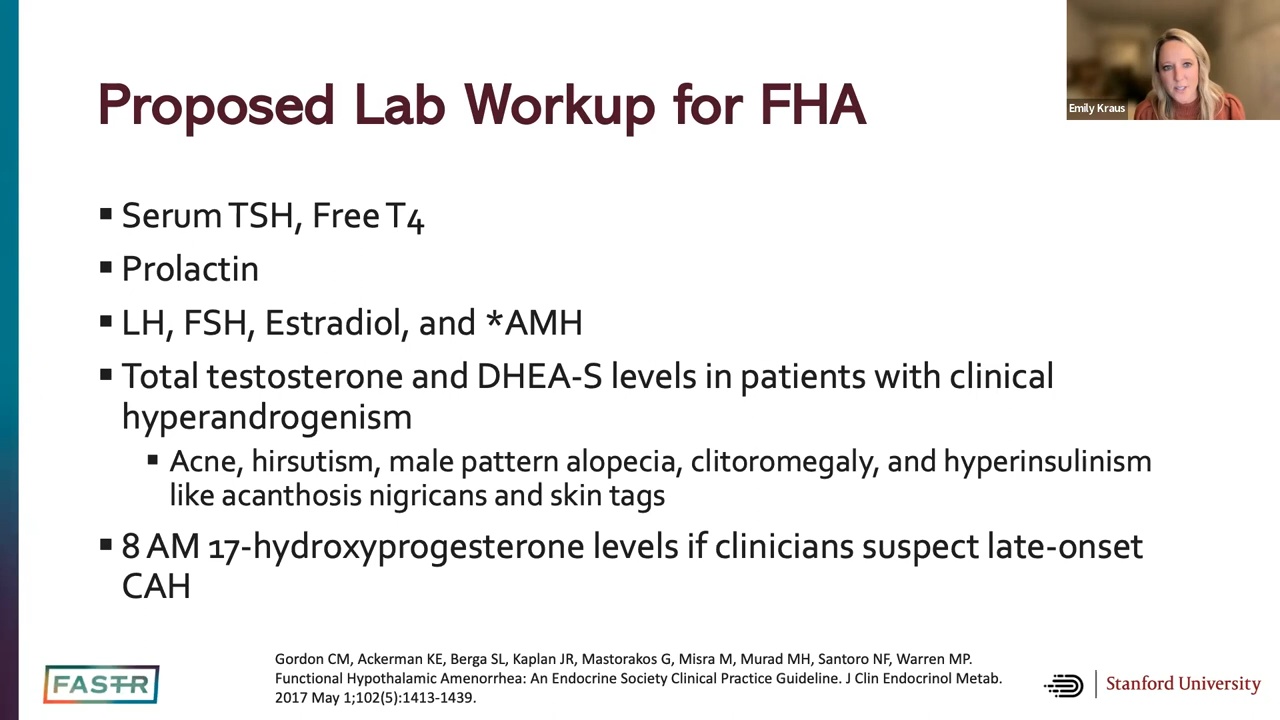 Emily Kraus
Proposed Lab Workup for FHA
▪ Serum TSH, Free T4
▪ Prolactin
▪ LH, FSH, Estradiol, and *AMH
▪ Total testosterone and DHEA-S levels in patients with clinical
hyperandrogenism
▪ Acne, hirsutism, male pattern alopecia, clitoromegaly, and hyperinsulinism
like acanthosis nigricans and skin tags
▪ 8 AM 17-hydroxyprogesterone levels if clinicians suspect late-onset
CAH
FASTR
Gordon CM, Ackerman KE, Berga SL, Kaplan JR, Mastorakos G, Misra M, Murad MH, Santoro NF, Warren MP.
Functional Hypothalamic Amenorrhea: An Endocrine Society Clinical Practice Guideline. J Clin Endocrinol Metab.
2017 May 1;102(5):1413-1439.
Stanford University